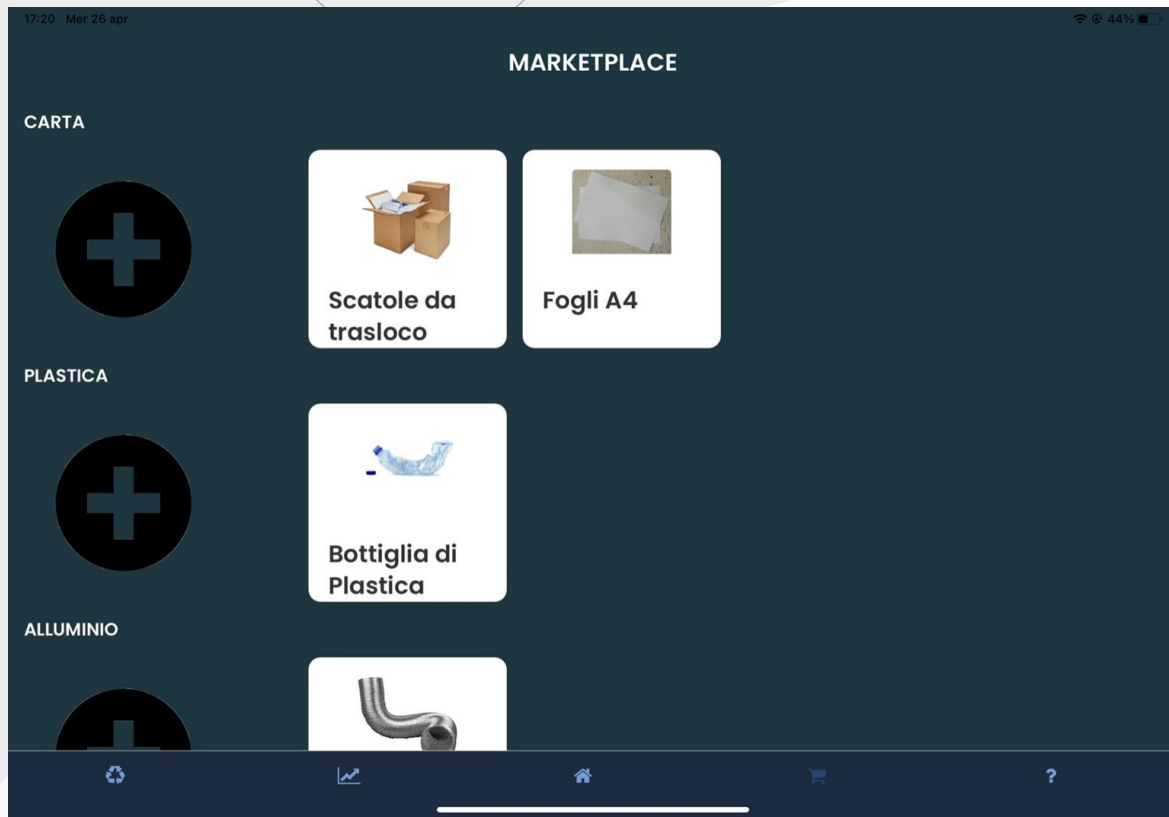 17:20 Mer 26 apr
44%
MARKETPLACE
CARTA
Scatole da
trasloco
Fogli A4
PLASTICA
Bottiglia di
Plastica
ALLUMINIO
?